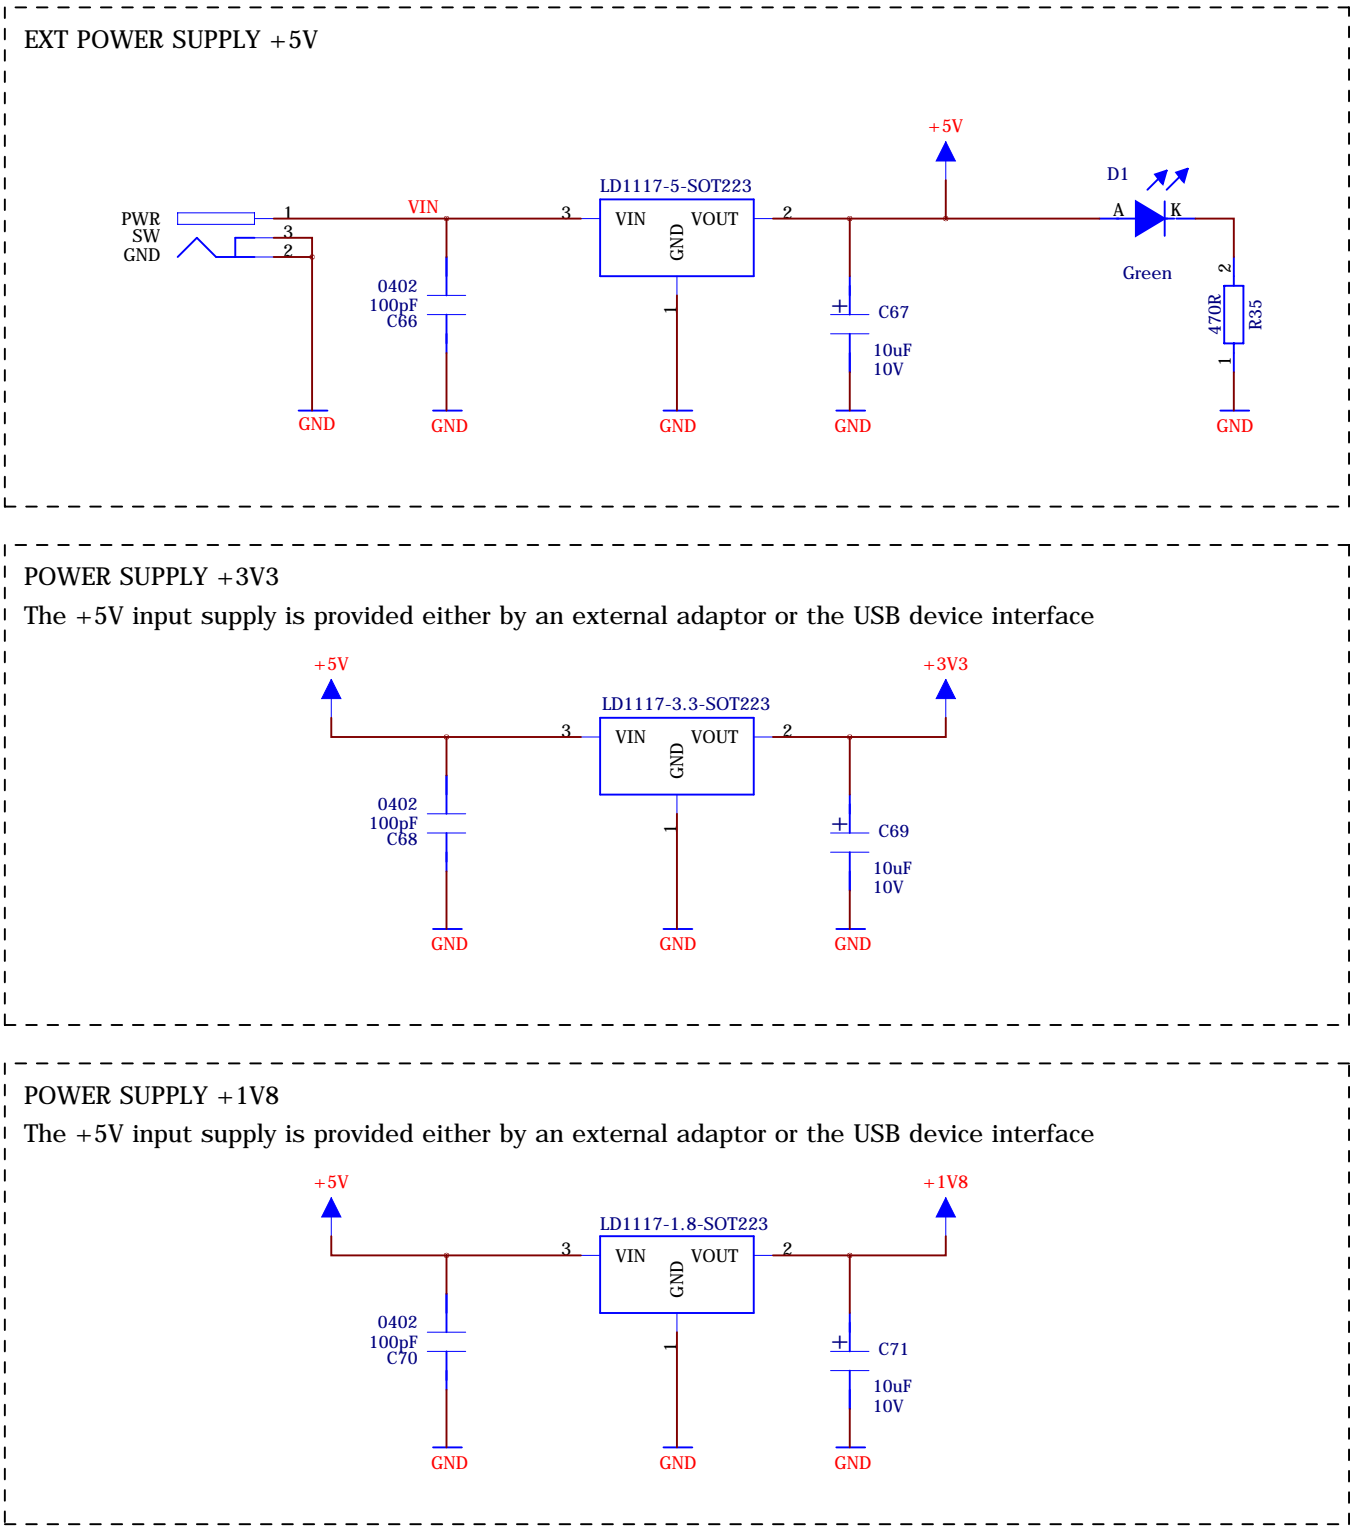 EXT POWER SUPPLY +5V
+5V
D1
LD1117-5-SOT223
PWR
1
VIN
3
VIN
VOUT
2
A
K
SW
3
GND
2
GND
Green
2
0402
100pF
C66
1
+
C67
10uF
10V
470R
R35
1
GND
GND
GND
GND
GND
POWER SUPPLY +3V3
The +5V input supply is provided either by an external adaptor or the USB device interface
+5V
+3V3
LD1117-3.3-SOT223
3
VIN
VOUT
2
GND
0402
100pF
C68
1
+
C69
10uF
10V
GND
GND
GND
POWER SUPPLY +1V8
The +5V input supply is provided either by an external adaptor or the USB device interface
+5V
+1V8
LD1117-1.8-SOT223
3
VIN
VOUT
2
GND
0402
100pF
C70
1
+
C71
10uF
10V
GND
GND
GND